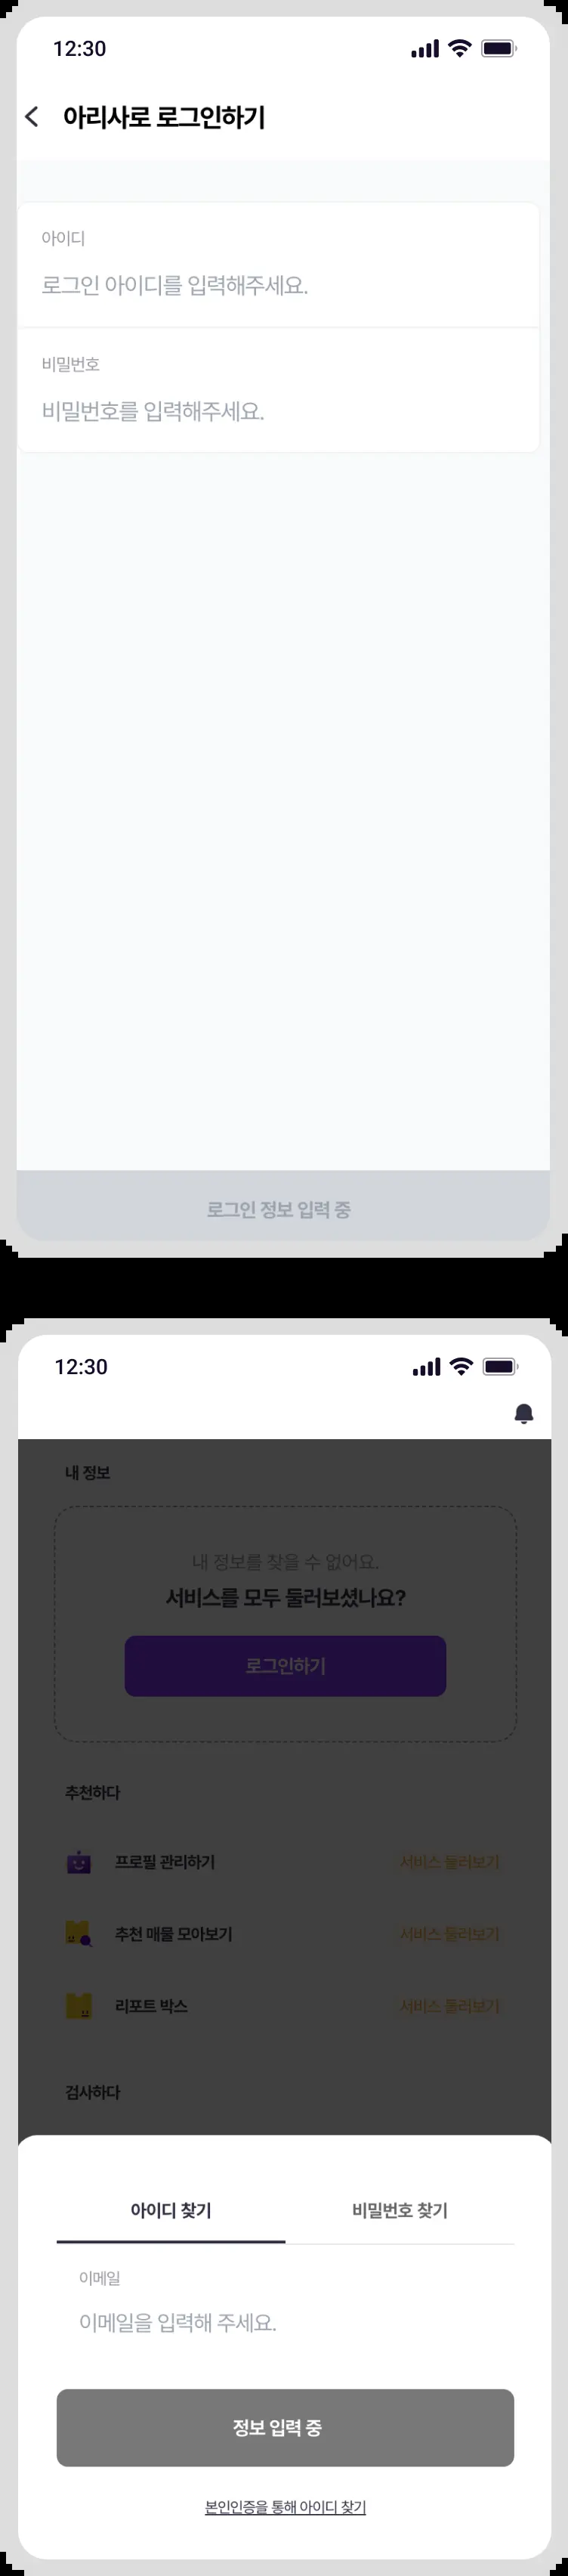 12:30
아리사로 로그인하기
아이디
로그인 아이디를 입력해주세요.
비밀번호
비밀번호를 입력해주세요.
로그인 정보 입력 중
12:30
내 정보
내 정보를 찾을 수 없어요.
서비스를 모두 둘러보셨나요?
로그인하기
추천하다
프로필 관리하기 서비스 둘러보기
추천 매물 모아보기 서비스 둘러보기
리포트 박스 서비스 둘러보기
검사하다
아이디 찾기 비밀번호 찾기
이메일
이메일을 입력해 주세요.
정보 입력 중
본인인증을 통해 아이디 찾기